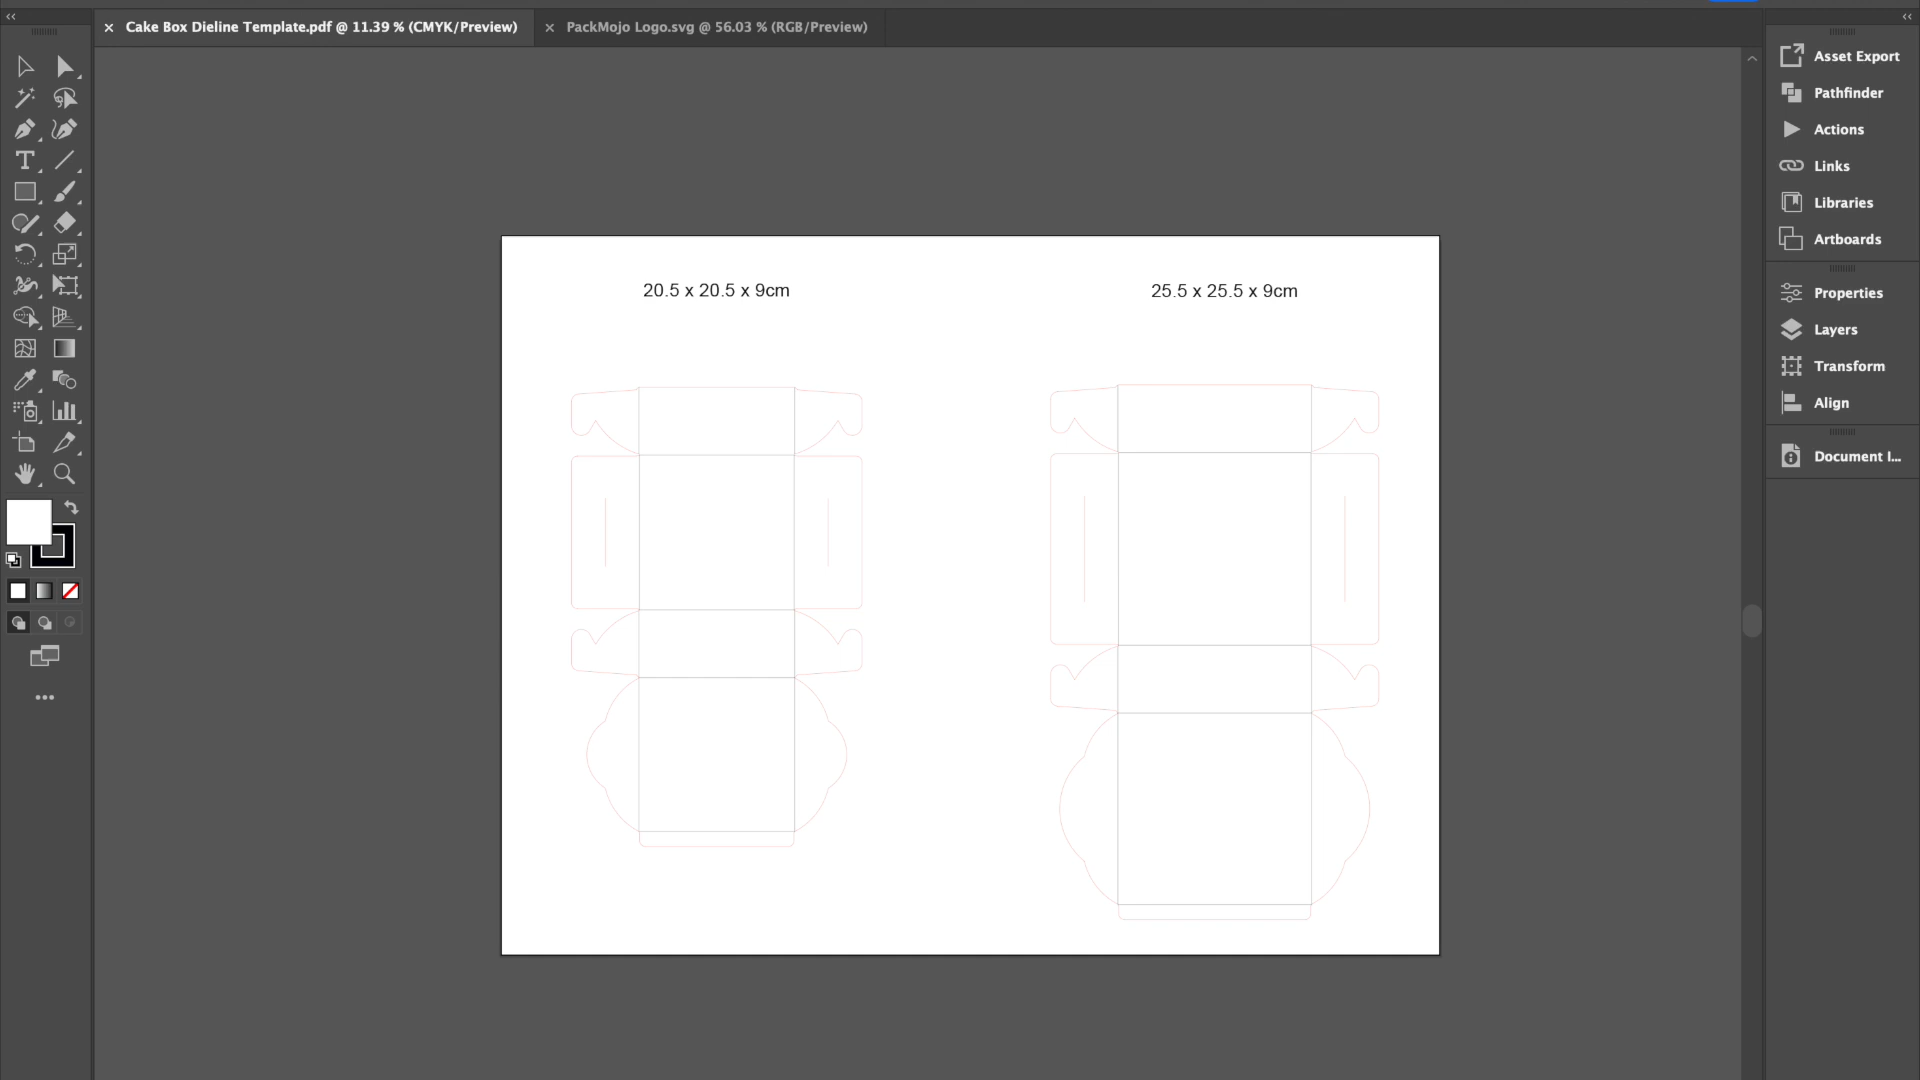 Cake Box Dieline Template.pdf @ 11.39 % (CMYK/Preview)
PackMojo Logo.svg @ 56.03 % (RGB/Preview)
Asset Export
Pathfinder
Actions
Links
Libraries
Artboards
Properties
Layers
Transform
Align
Document I...
20.5 x 20.5 x 9cm
25.5 x 25.5 x 9cm